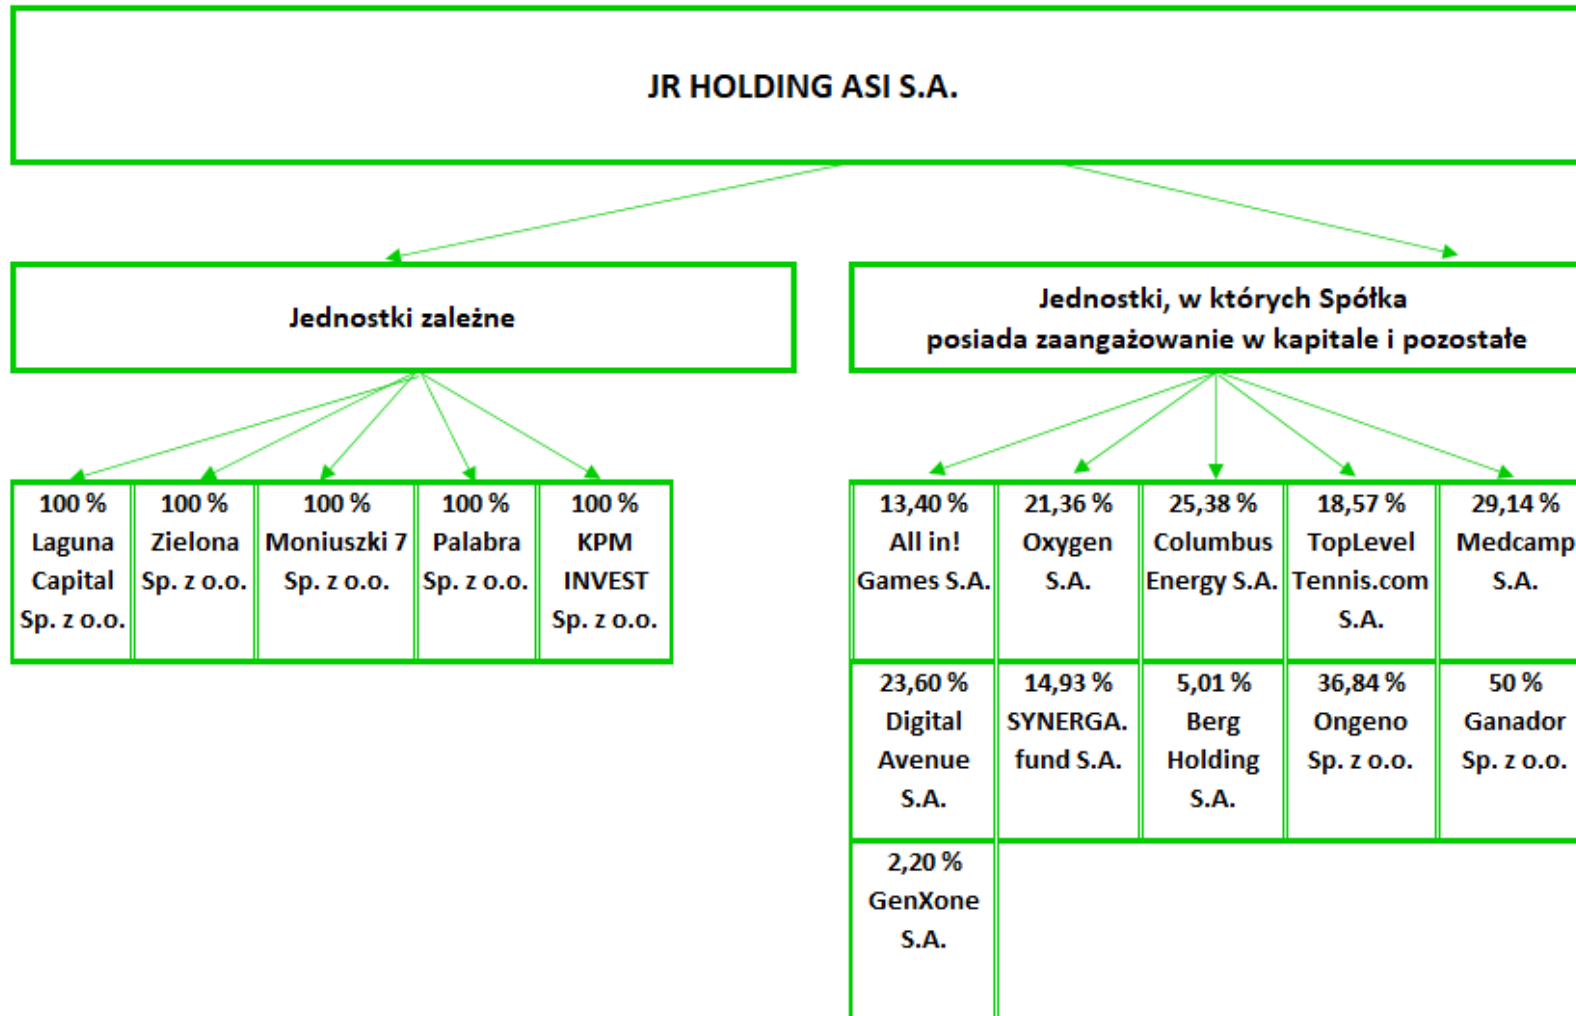 JR HOLDING ASI S.A.
Jednostki zależne
Jednostki, w których Spółka
posiada zaangażowanie w kapitale i pozostałe
100 %
Laguna
Capital
Sp. z o.o.
100 %
Zielona
Sp. z o.o.
100 %
Moniuszki 7
Sp. z o.o.
100 %
Palabra
Sp. z o.o.
100 %
KPM
INVEST
Sp. z o.o.
13,40 %
All in!
Games S.A.
21,36 %
Oxygen
S.A.
25,38 %
Columbus
Energy S.A.
18,57 %
TopLevel
Tennis.com
S.A.
29,14 %
Medcamp
S.A.
23,60 %
Digital
Avenue
S.A.
14,93 %
SYNERGA.
fund S.A.
5,01 %
Berg
Holding
S.A.
36,84 %
Ongeno
Sp. z o.o.
50 %
Ganador
Sp. z o.o.
2,20 %
GenXone
S.A.